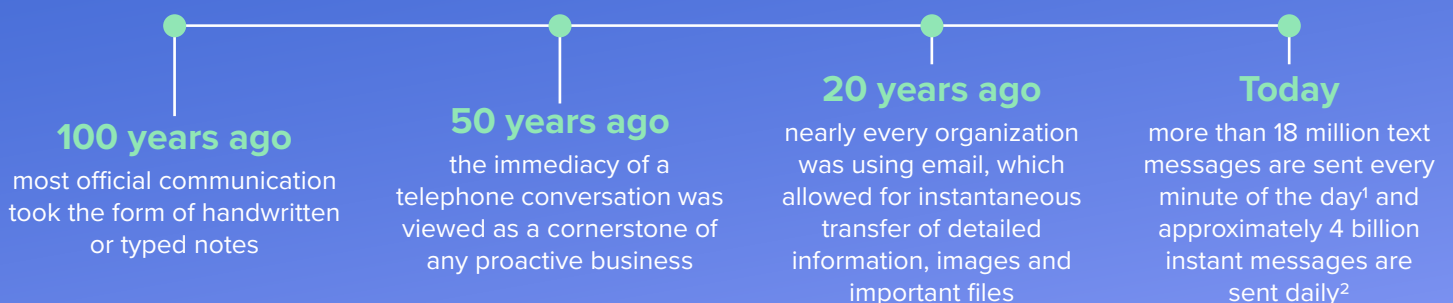 100 years ago
most official communication
took the form of handwritten
or typed notes
50 years ago
the immediacy of a
telephone conversation was
viewed as a cornerstone of
any proactive business
20 years ago
nearly every organization
was using email, which
allowed for instantaneous
transfer of detailed
information, images and
important files
Today
more than 18 million text
messages are sent every
minute of the day¹ and
approximately 4 billion
instant messages are
sent daily²